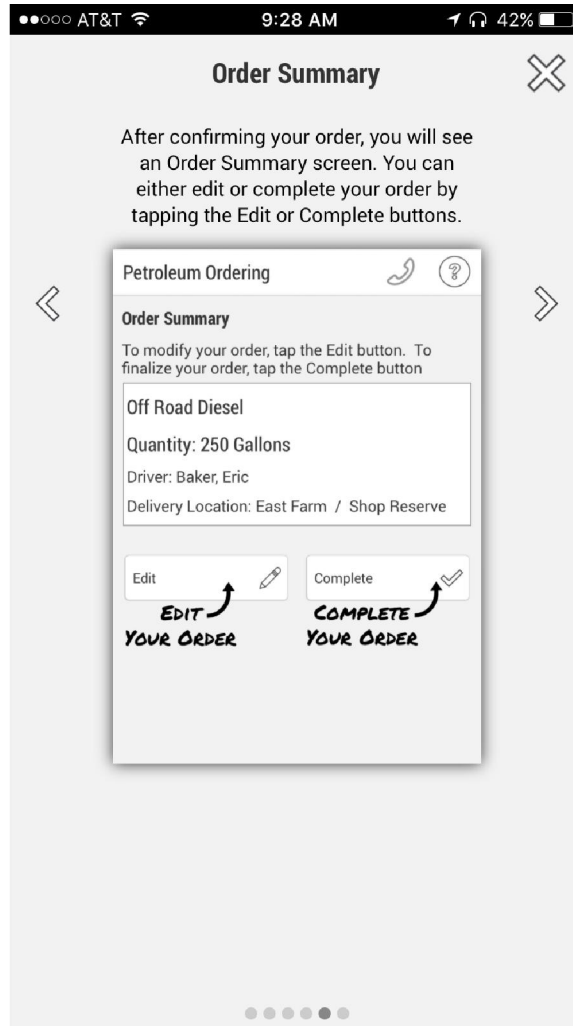 AT&T 9:28 AM 42%
Order Summary
After confirming your order, you will see
an Order Summary screen. You can
either edit or complete your order by
tapping the Edit or Complete buttons.
Petroleum Ordering ?
Order Summary
To modify your order, tap the Edit button. To
finalize your order, tap the Complete button
Off Road Diesel
Quantity: 250 Gallons
Driver: Baker, Eric
Delivery Location: East Farm / Shop Reserve
Edit Complete
EDIT COMPLETE
YOUR ORDER YOUR ORDER